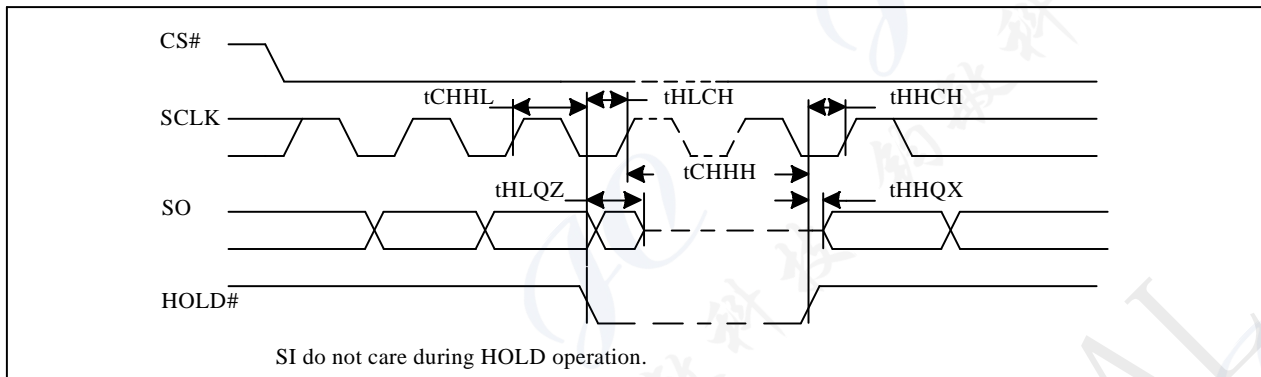 CS#
tCHHL
tHLCH
tHHCH
SCLK
tCHHH
tHLQZ
tHHQX
SO
HOLD#
SI do not care during HOLD operation.